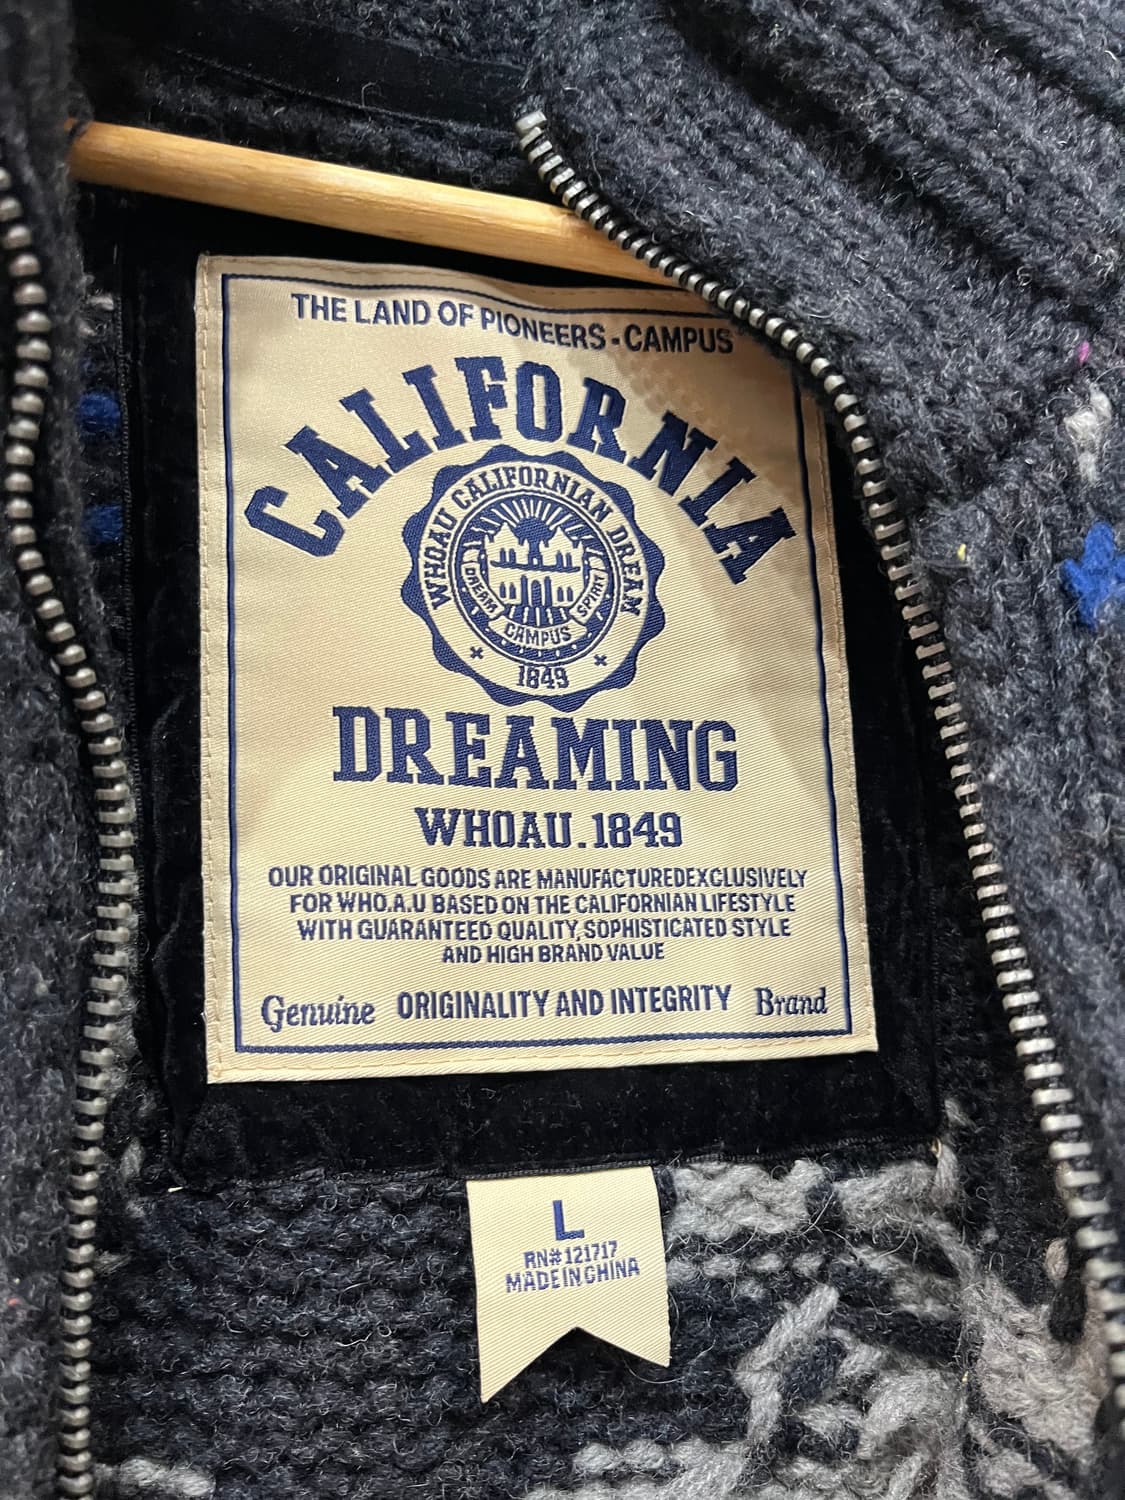 THE LAND OF PIONEERS - CAMPUS
CALIFORNIA
WHOAU CALIFORNIAN DREAM
DREAM
SPIRIT
CAMPUS
1849
DREAMING
WHOAU.1849
OUR ORIGINAL GOODS ARE MANUFACTUREDEXCLUSIVELY
FOR WHO.A.U BASED ON THE CALIFORNIAN LIFESTYLE
WITH GUARANTEED QUALITY, SOPHISTICATED STYLE
AND HIGH BRAND VALUE
Genuine ORIGINALITY AND INTEGRITY Brand
L
RN# 121717
MADE IN CHINA